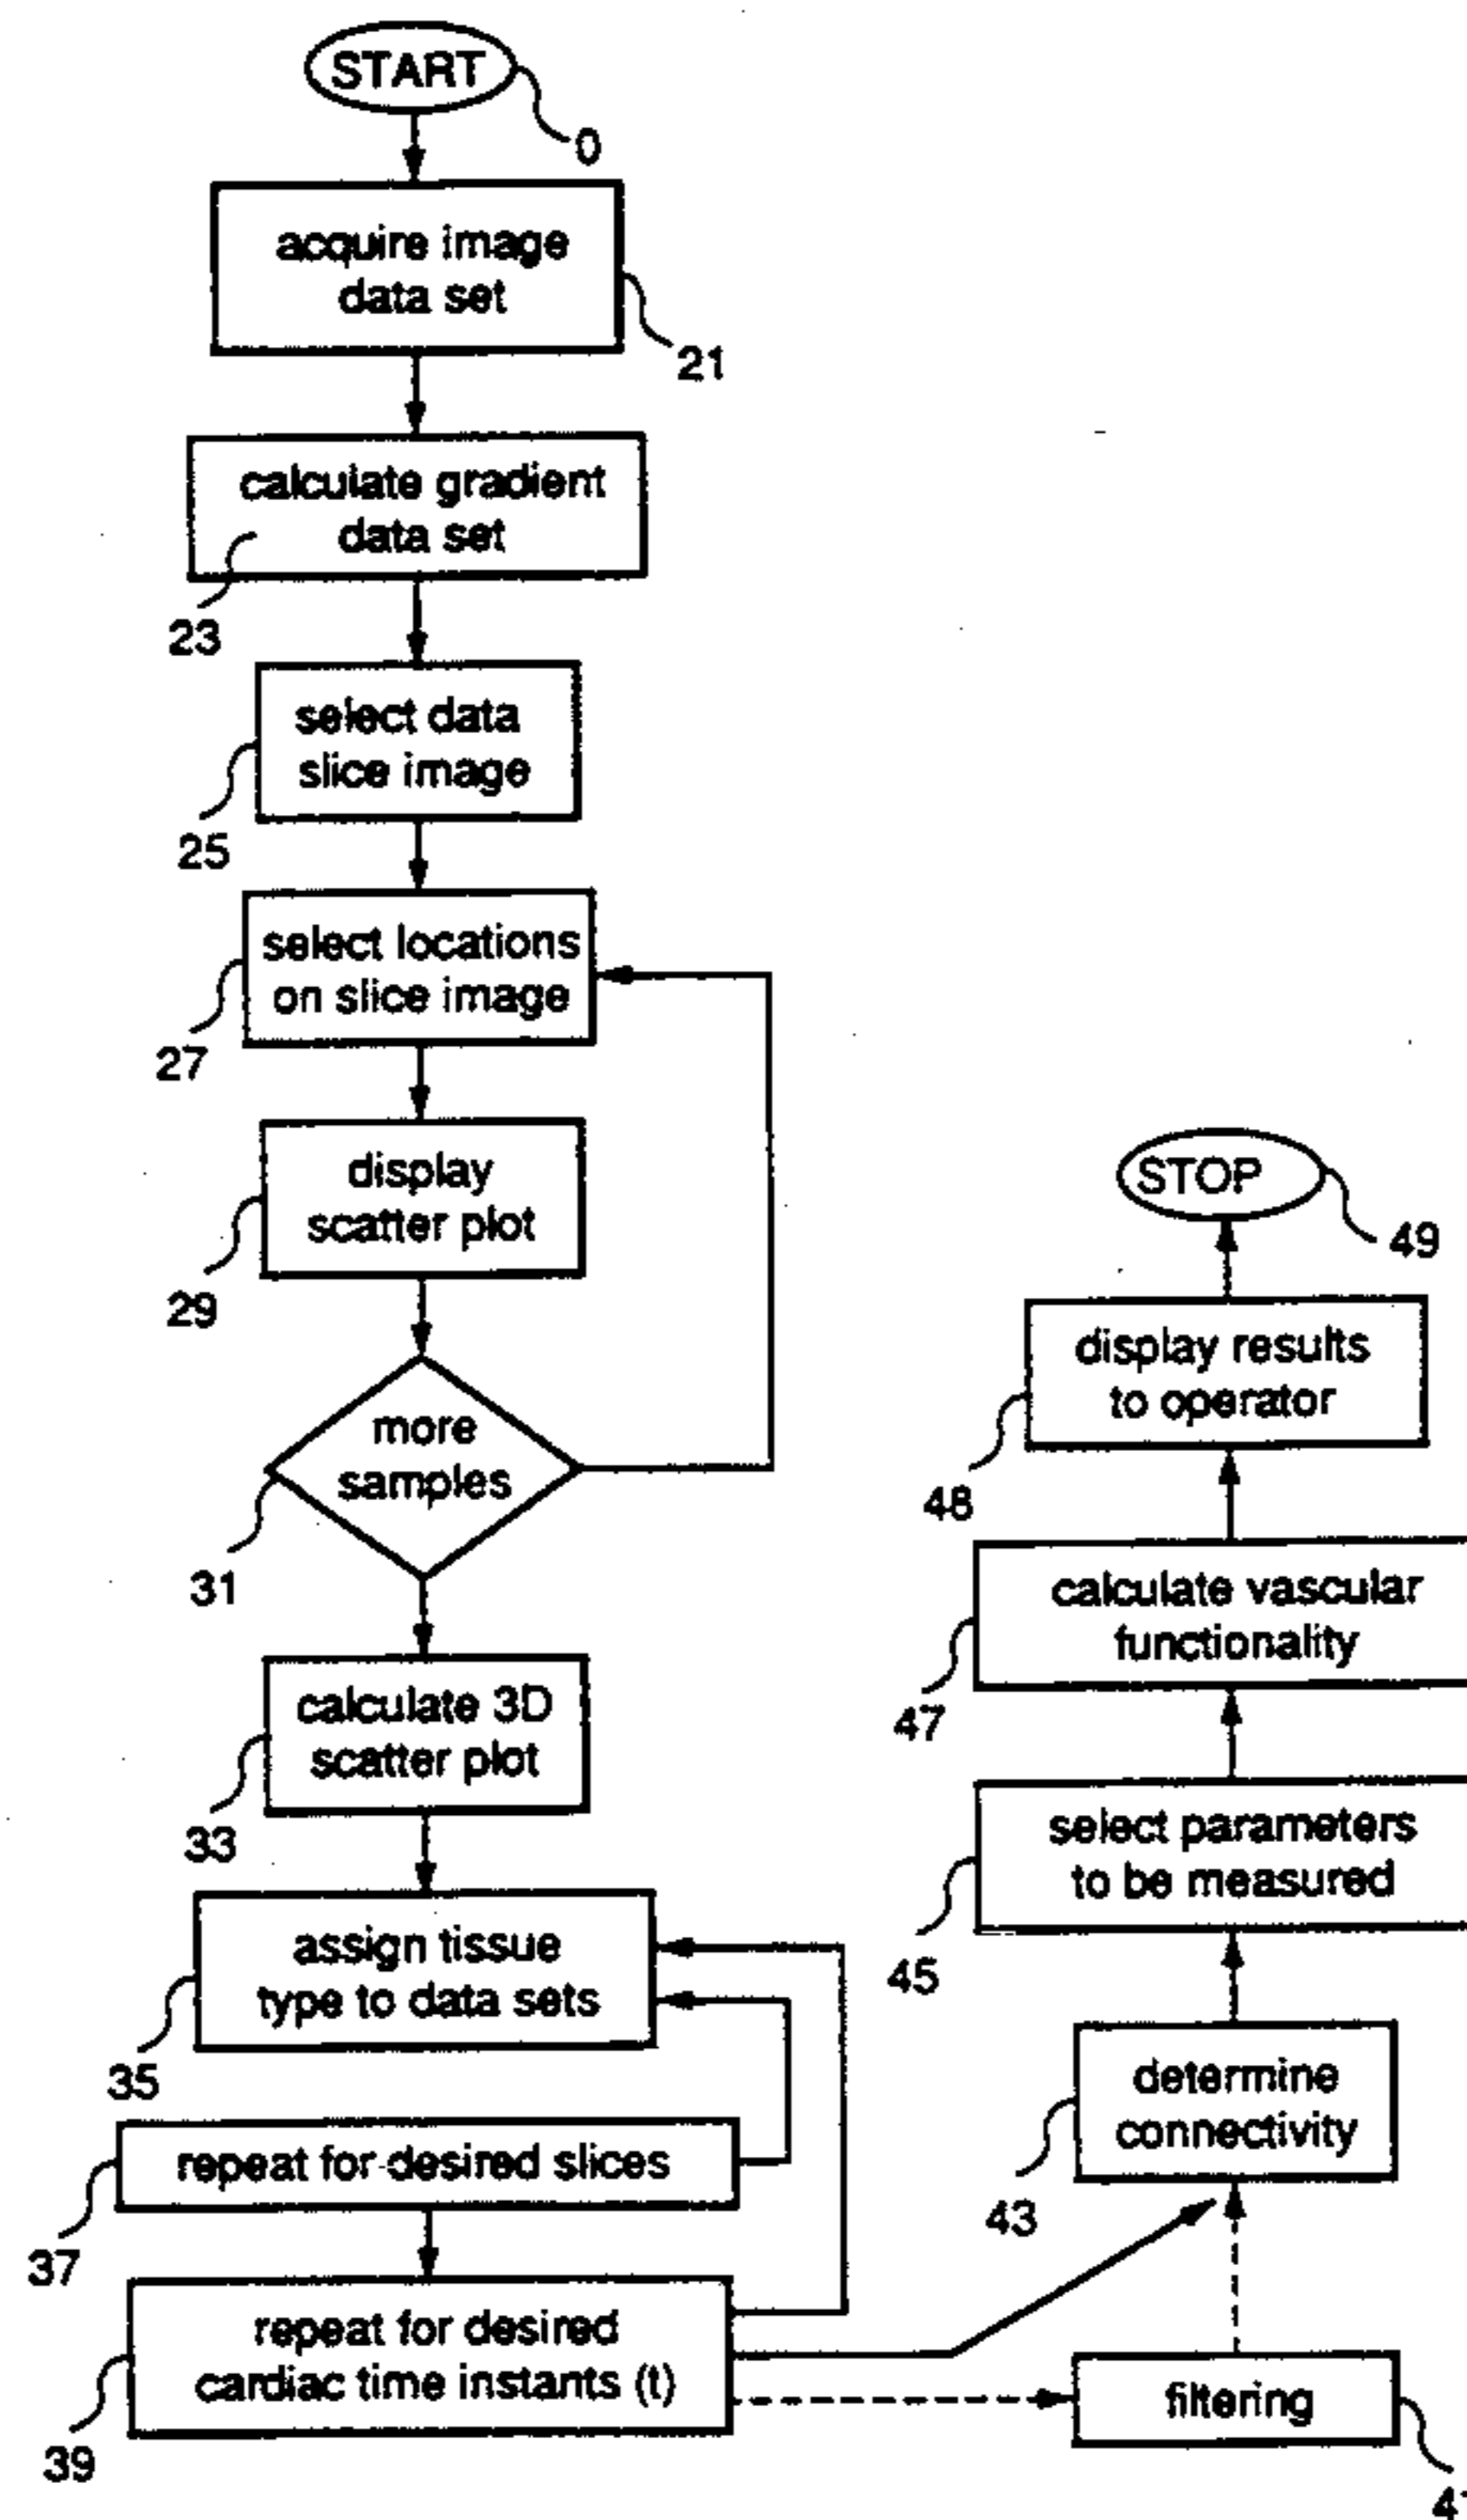 START
0
acquire image
data set
21
calculate gradient
data set
23
select data
slice image
25
select locations
on slice image
27
display
scatter plot
29
more
samples
31
calculate 3D
scatter plot
33
assign tissue
type to data sets
35
repeat for desired slices
37
repeat for desired
cardiac time instants (t)
39
filtering
determine
connectivity
43
select parameters
to be measured
45
calculate vascular
functionality
47
display results
to operator
48
STOP
49